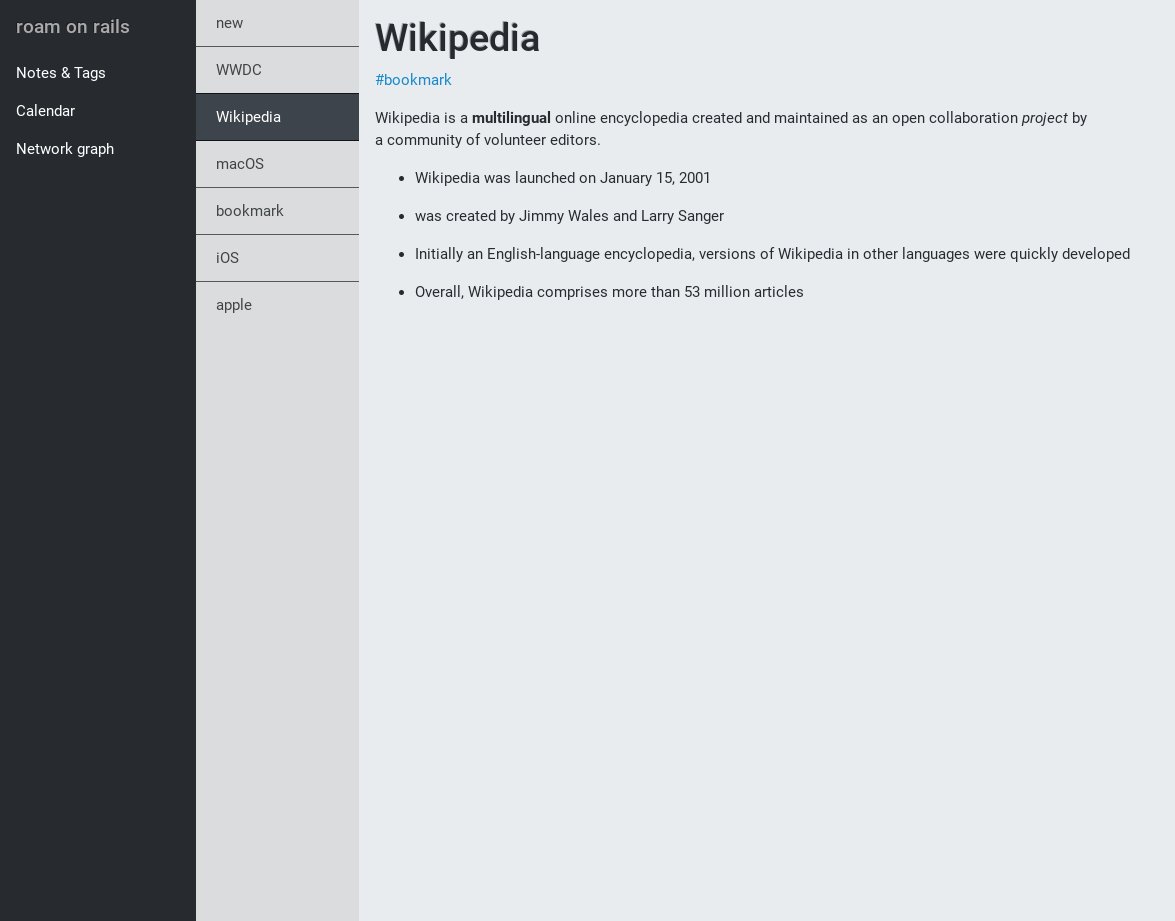 roam on rails
Notes & Tags
Calendar
Network graph
new
WWDC
Wikipedia
macOS
bookmark
iOS
apple
Wikipedia
#bookmark
Wikipedia is a multilingual online encyclopedia created and maintained as an open collaboration project by
a community of volunteer editors.
• Wikipedia was launched on January 15, 2001
• was created by Jimmy Wales and Larry Sanger
• Initially an English-language encyclopedia, versions of Wikipedia in other languages were quickly developed
• Overall, Wikipedia comprises more than 53 million articles